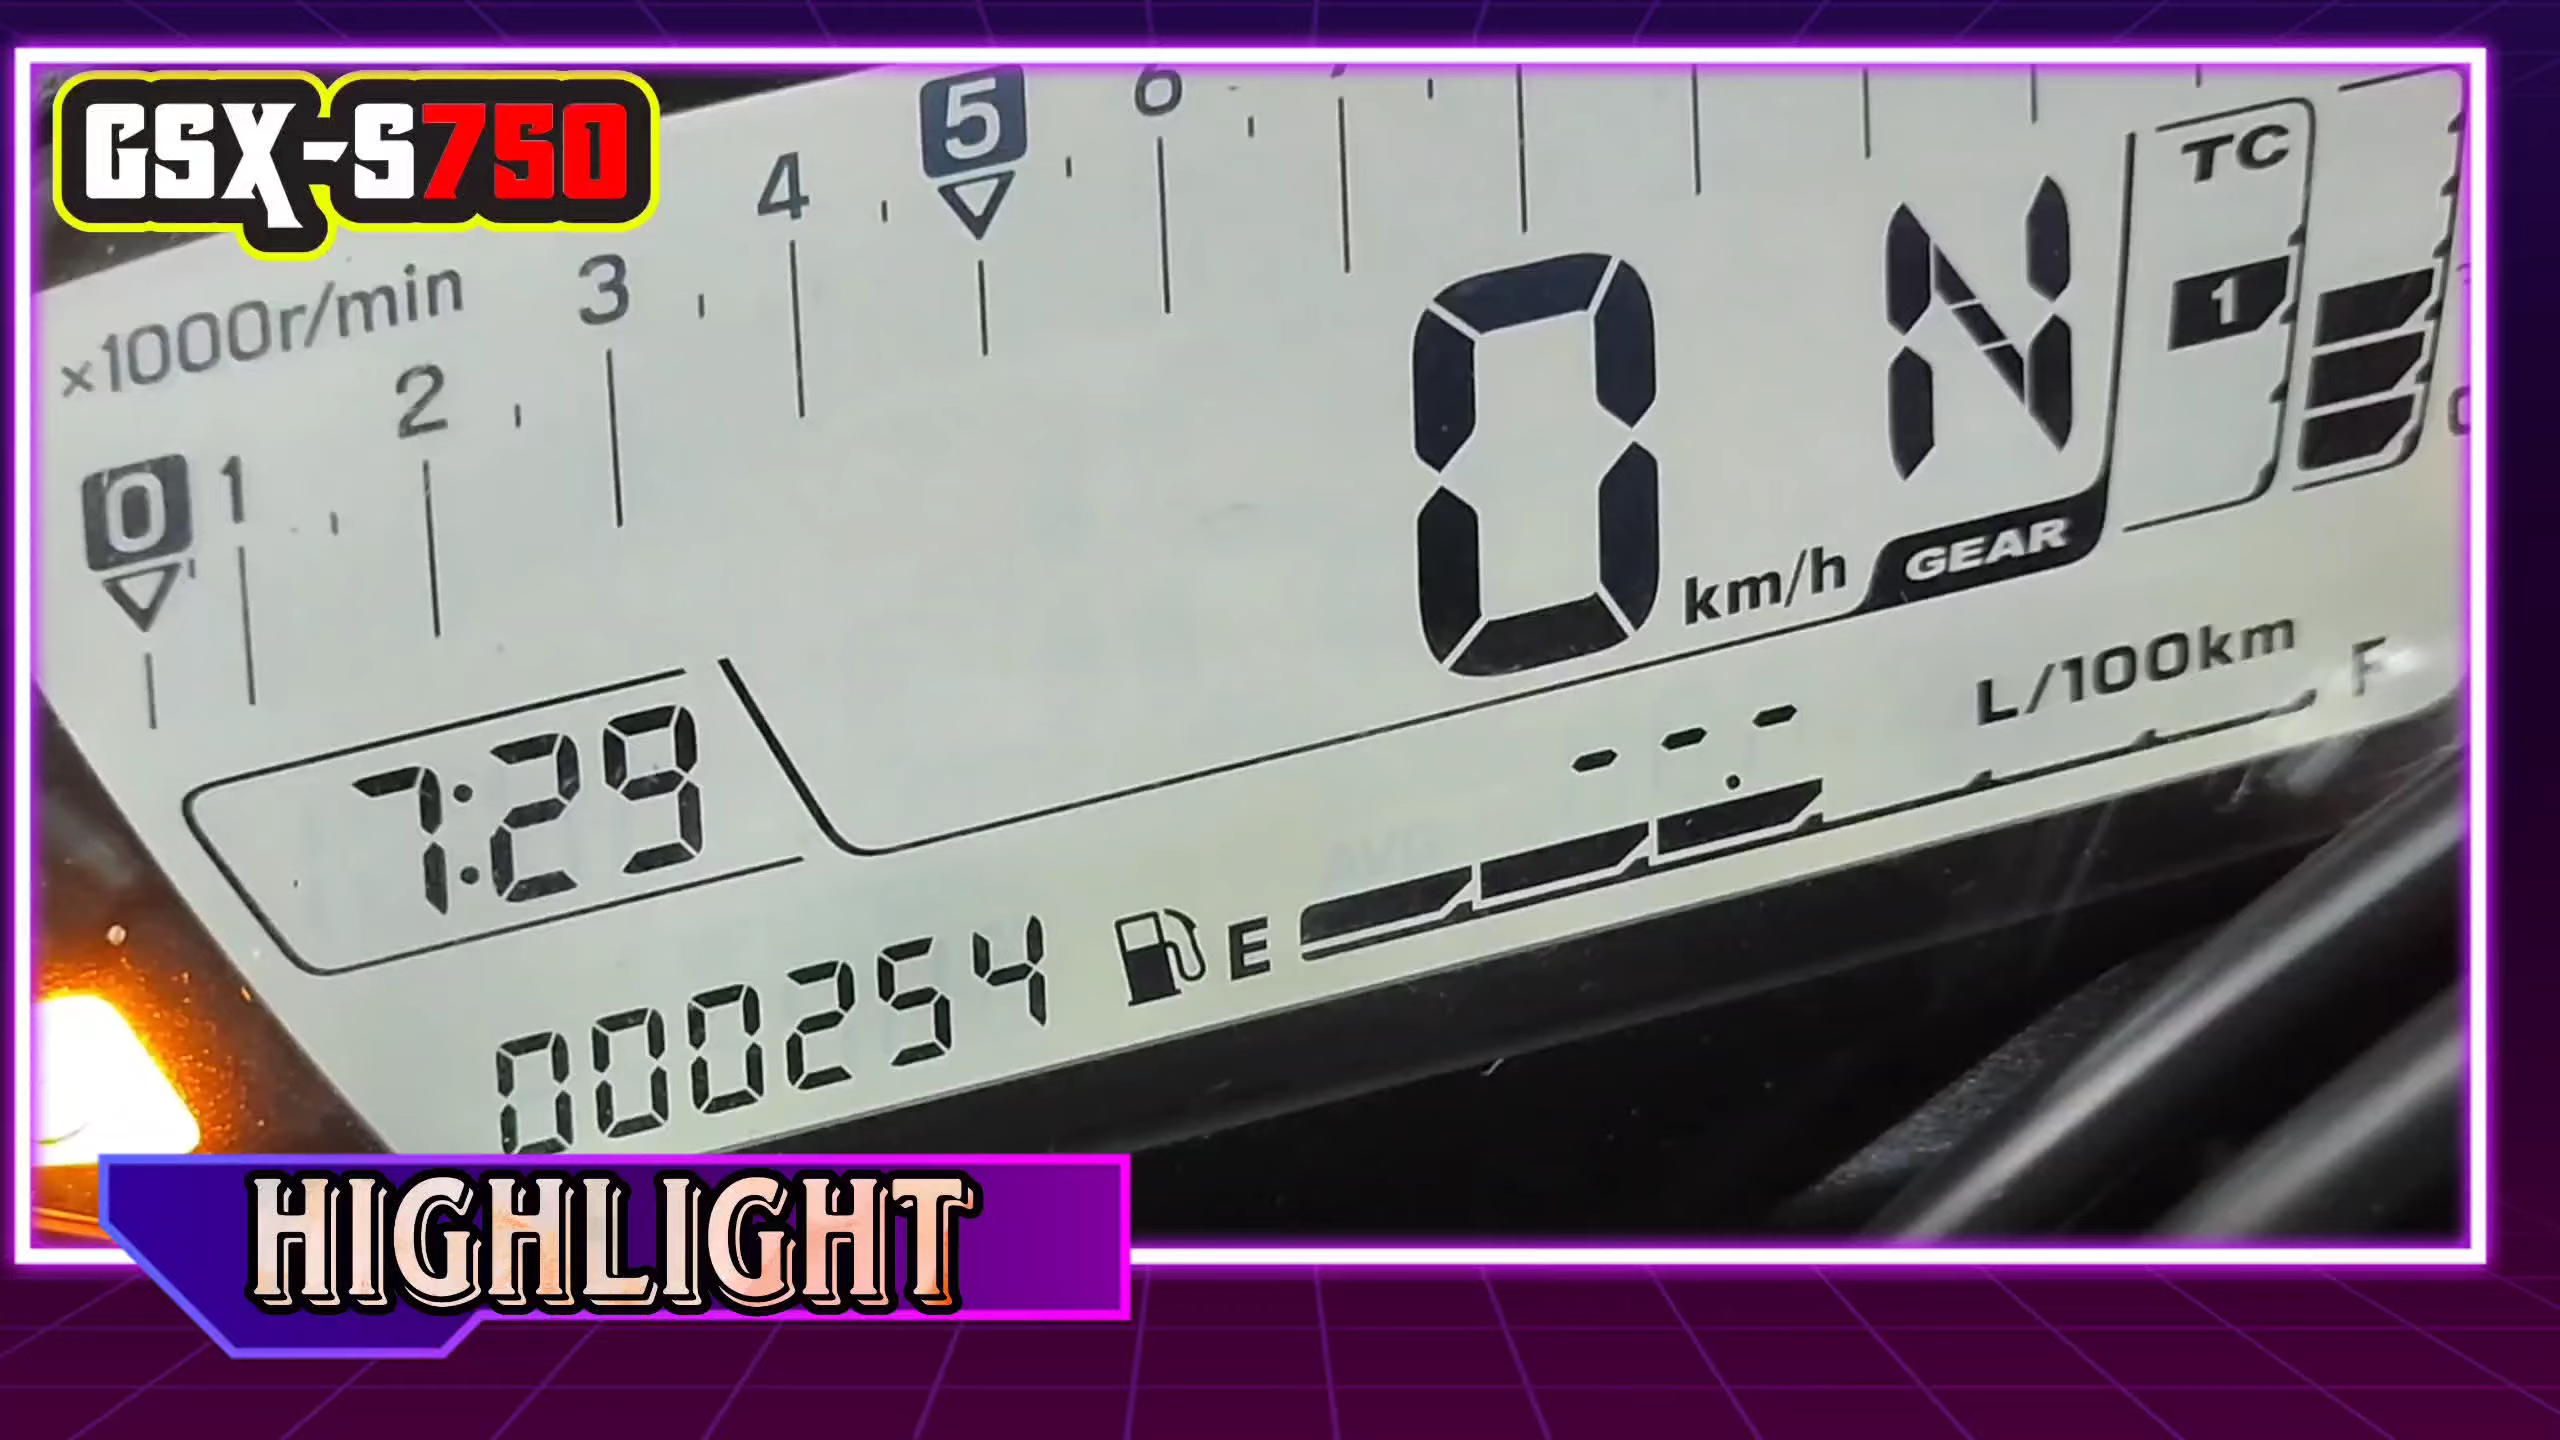 GSX-S750
×1000r/min
0 1 2 3 4 5 6
0 km/h
N
GEAR
TC
1
7:29
--.- L/100km
000254
E F
HIGHLIGHT